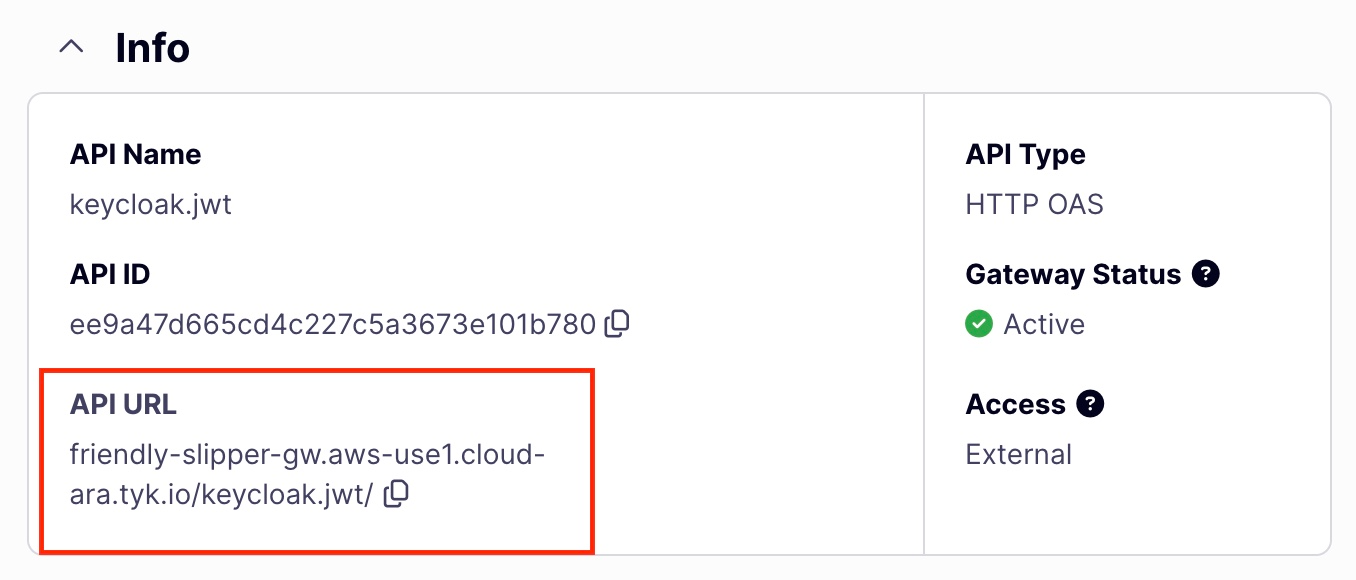 Info
API Name
keycloak.jwt
API ID
ee9a47d665cd4c227c5a3673e101b780
API URL
friendly-slipper-gw.aws-use1.cloud-
ara.tyk.io/keycloak.jwt/
API Type
HTTP OAS
Gateway Status ?
Active
Access ?
External